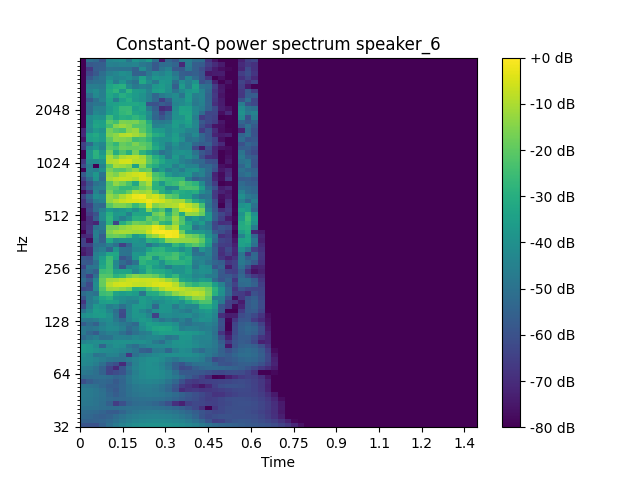 Constant-Q power spectrum speaker_6
Hz
2048
1024
512
256
128
64
32
0 0.15 0.3 0.45 0.6 0.75 0.9 1.1 1.2 1.4
Time
+0 dB
-10 dB
-20 dB
-30 dB
-40 dB
-50 dB
-60 dB
-70 dB
-80 dB